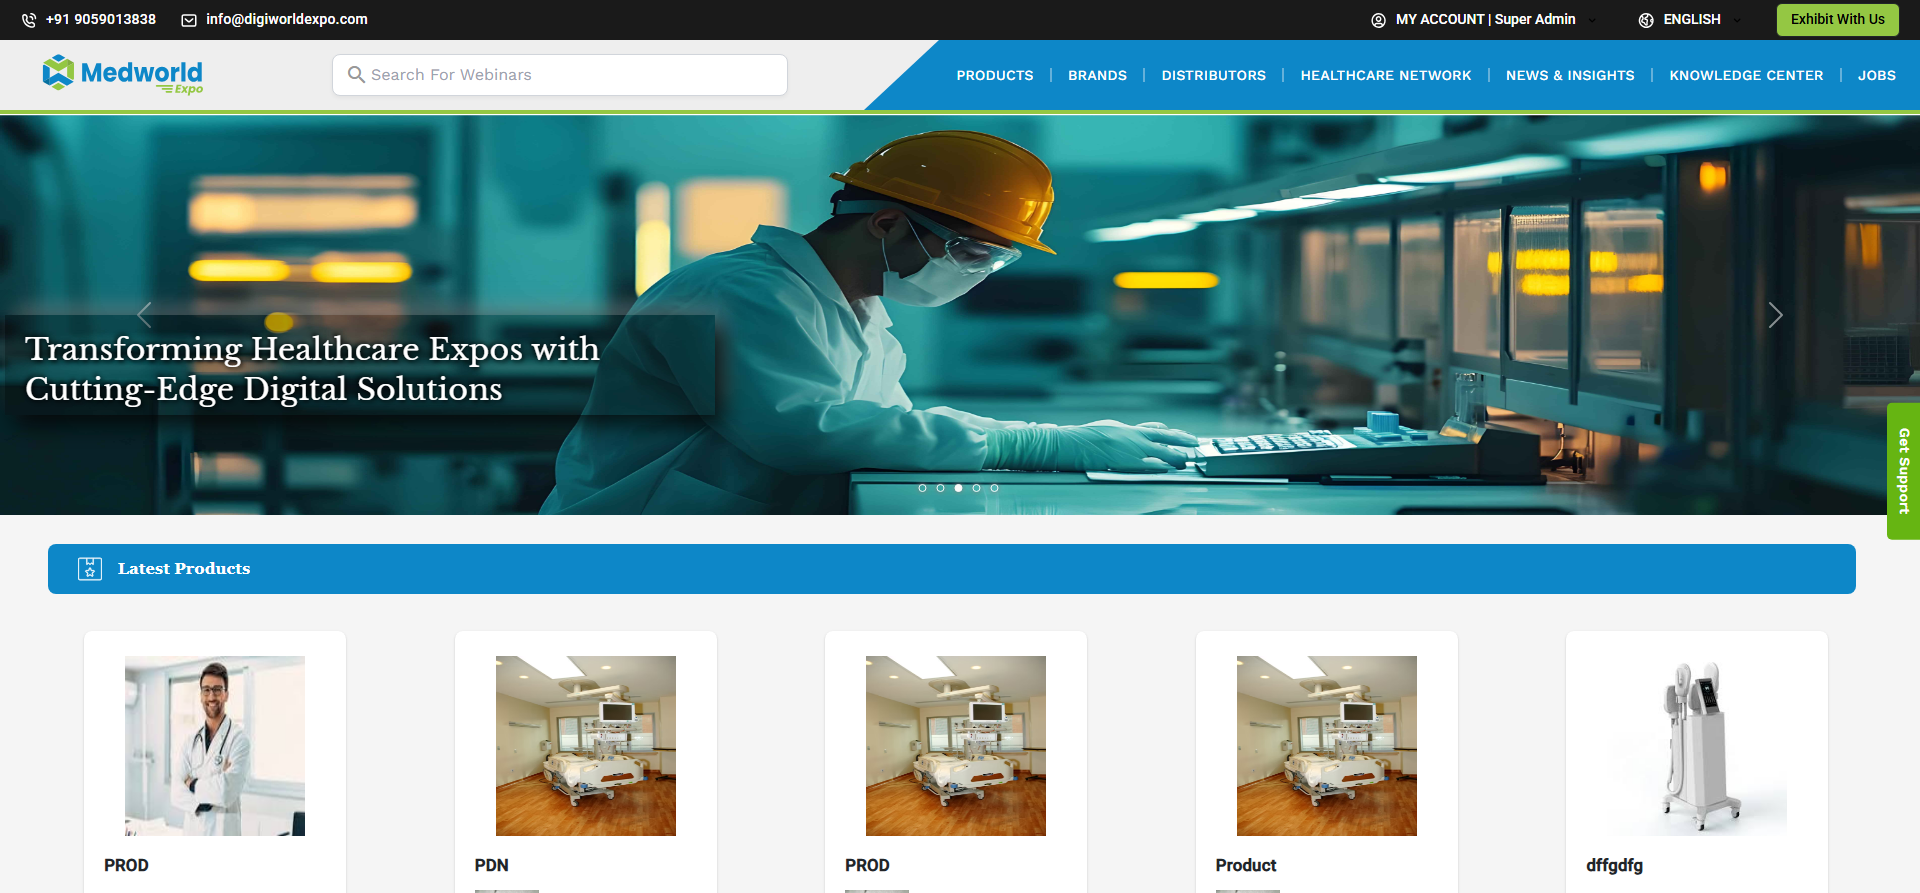 +91 9059013838
info@digiworldexpo.com
MY ACCOUNT | Super Admin
ENGLISH
Exhibit With Us
Medworld
Expo
Search For Webinars
PRODUCTS
BRANDS
DISTRIBUTORS
HEALTHCARE NETWORK
NEWS & INSIGHTS
KNOWLEDGE CENTER
JOBS
Transforming Healthcare Expos with
Cutting-Edge Digital Solutions
Get Support
Latest Products
PROD
PDN
PROD
Product
dffgdfg